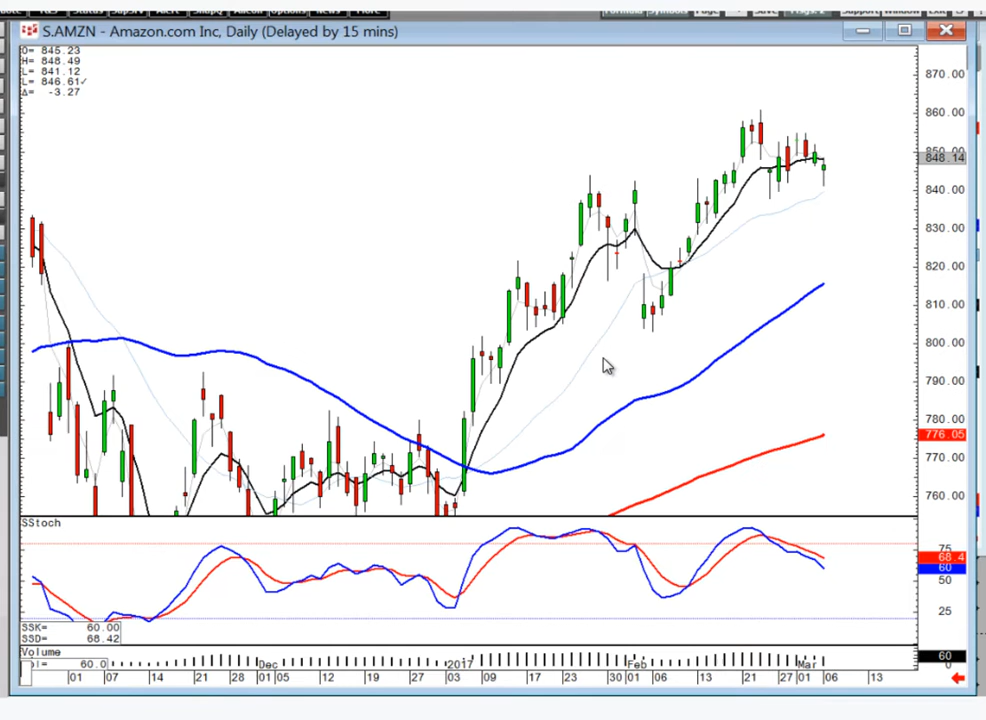 S.AMZN - Amazon.com Inc, Daily (Delayed by 15 mins)
O= 845.23
H= 848.49
L= 841.12
L= 846.61✓
Δ= -3.27
870.00
860.00
848.14
840.00
830.00
820.00
810.00
800.00
790.00
780.00
776.05
770.00
760.00
SStoch
75
68.4
60
50
25
SSK= 60.00
SSD= 68.42
Volume
60.0
60
0
01 07 14 21 28 Dec 01 05 12 19 27 2017 03 09 17 23 30 Feb 01 06 13 21 27 Mar 01 06 13